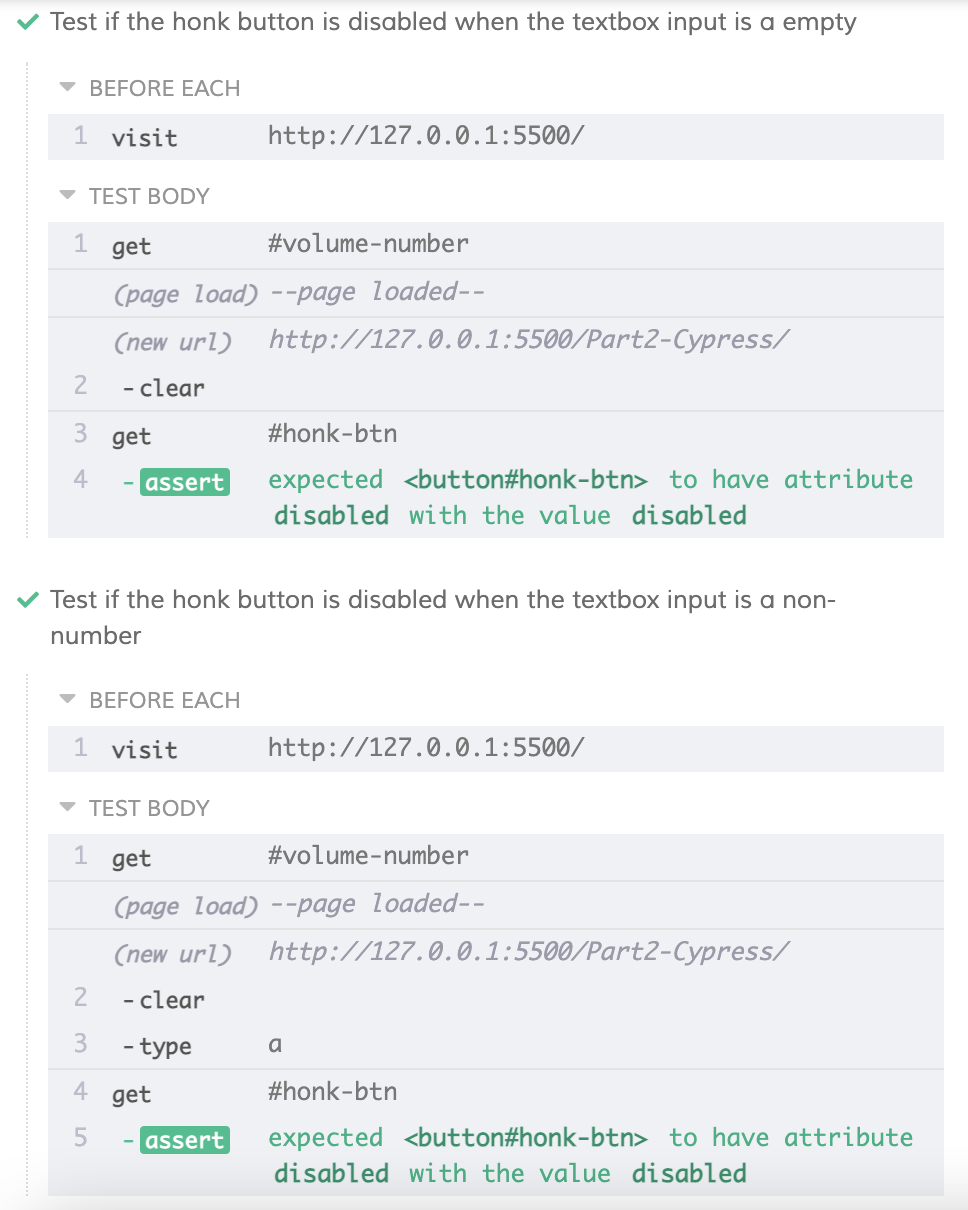 Test if the honk button is disabled when the textbox input is a empty
BEFORE EACH
1 visit http://127.0.0.1:5500/
TEST BODY
1 get #volume-number
(page load) --page loaded--
(new url) http://127.0.0.1:5500/Part2-Cypress/
2 -clear
3 get #honk-btn
4 -assert expected <button#honk-btn> to have attribute
disabled with the value disabled
Test if the honk button is disabled when the textbox input is a non-
number
BEFORE EACH
1 visit http://127.0.0.1:5500/
TEST BODY
1 get #volume-number
(page load) --page loaded--
(new url) http://127.0.0.1:5500/Part2-Cypress/
2 -clear
3 -type a
4 get #honk-btn
5 -assert expected <button#honk-btn> to have attribute
disabled with the value disabled